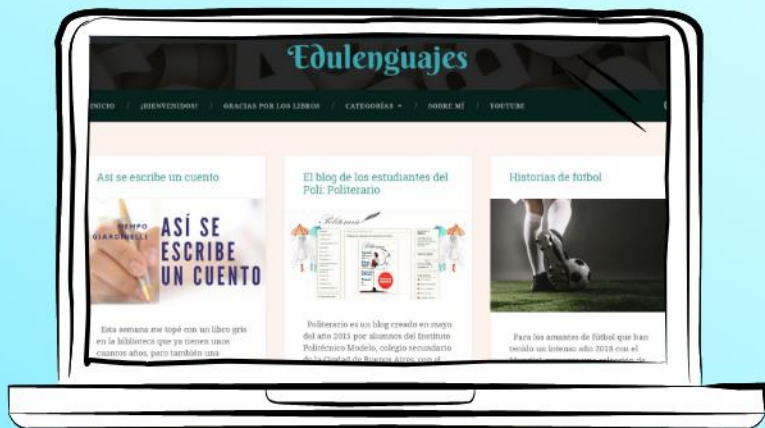 Edulenguajes
INICIO / ¡BIENVENIDOS! / GRACIAS POR LOS LIBROS / CATEGORÍAS / SOBRE MÍ / YOUTUBE
Así se escribe un cuento
MEMPO
GIARDINELLI
ASÍ SE
ESCRIBE
UN CUENTO
Esta semana me topé con un libro gris
en la biblioteca que ya tienen unos
cuantos años, pero también una
El blog de los estudiantes del
Poli: Politerario
Politerario
Politerario es un blog creado en mayo
del año 2015 por alumnos del Instituto
Politécnico Modelo, colegio secundario
de la Ciudad de Buenos Aires, con el
Historias de fútbol
Para los amantes de fútbol que han
tenido un intenso año 2018 con el